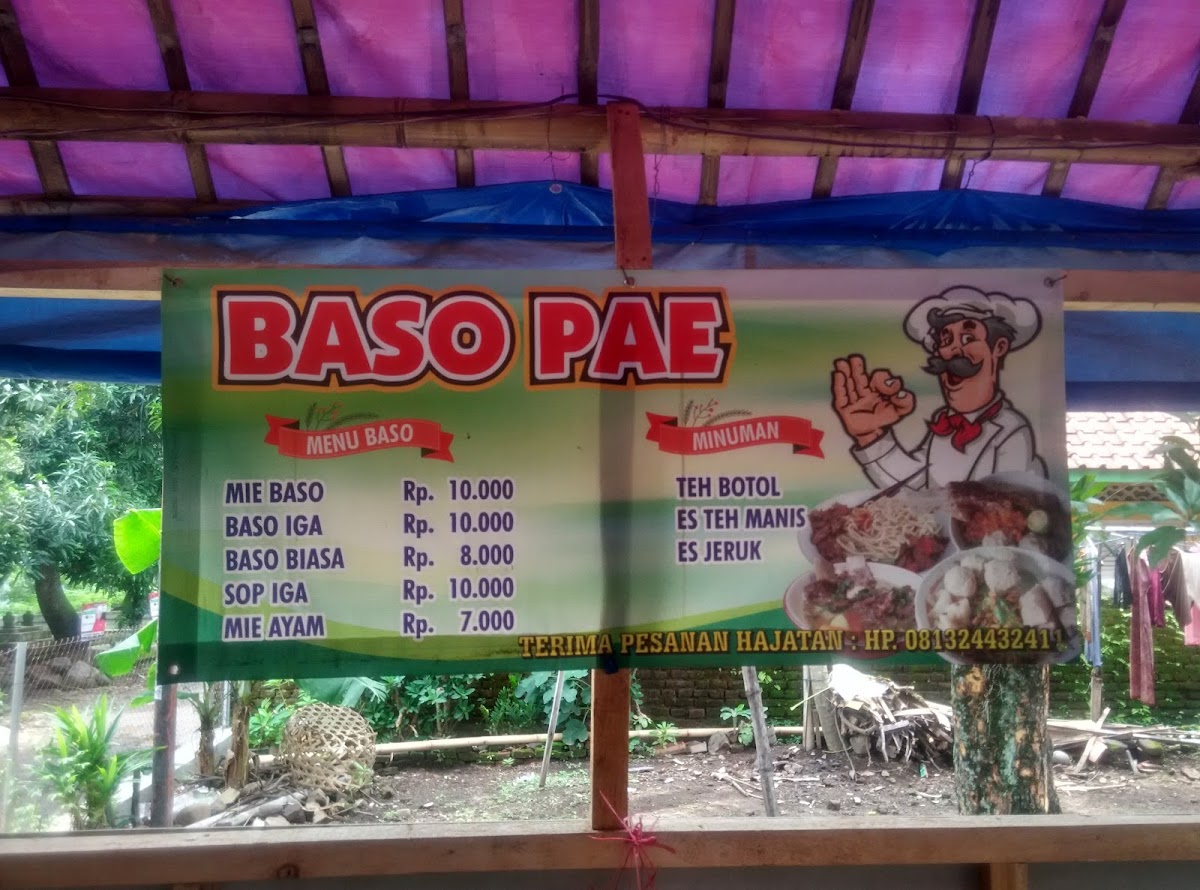 BASO PAE
MENU BASO
MIE BASO Rp. 10.000
BASO IGA Rp. 10.000
BASO BIASA Rp. 8.000
SOP IGA Rp. 10.000
MIE AYAM Rp. 7.000
MINUMAN
TEH BOTOL
ES TEH MANIS
ES JERUK
TERIMA PESANAN HAJATAN : HP. 081324432411